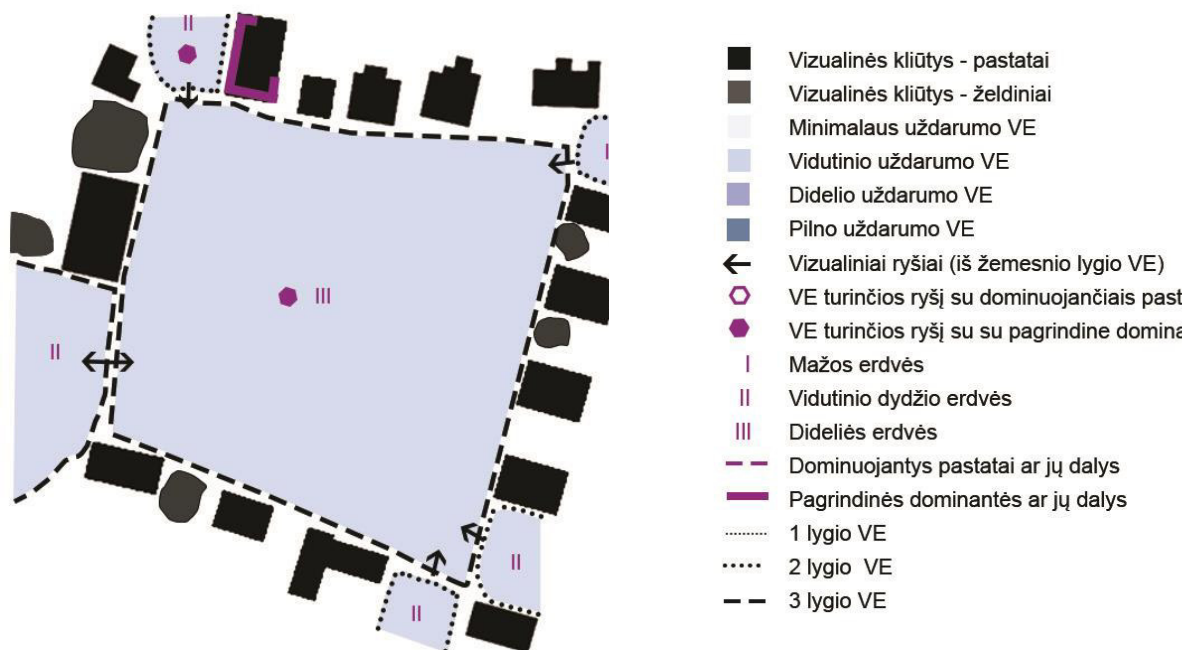 II
III
II
II
II
Vizualinės kliūtys - pastatai
Vizualinės kliūtys - želdiniai
Minimalaus uždarumo VE
Vidutinio uždarumo VE
Didelio uždarumo VE
Pilno uždarumo VE
Vizualiniai ryšiai (iš žemesnio lygio VE)
VE turinčios ryšį su dominuojančiais past
VE turinčios ryšį su su pagrindine domina
I Mažos erdvės
II Vidutinio dydžio erdvės
III Dideliės erdvės
Dominuojantys pastatai ar jų dalys
Pagrindinės dominantės ar jų dalys
1 lygio VE
2 lygio VE
3 lygio VE